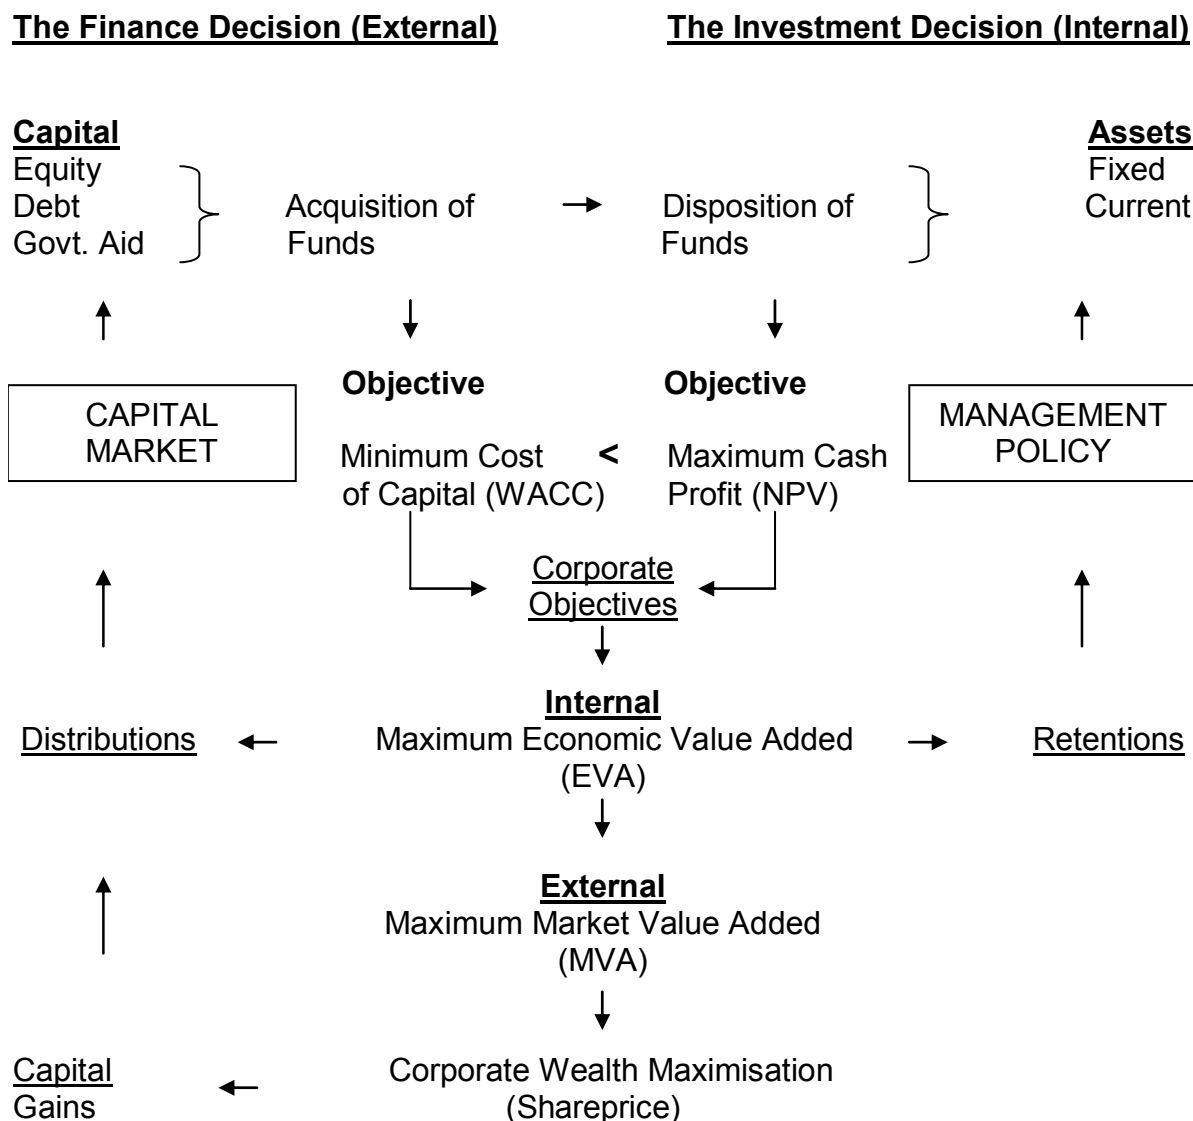 The Finance Decision (External)
The Investment Decision (Internal)
Capital
Equity
Debt
Govt. Aid
Acquisition of
Funds
Disposition of
Funds
Assets
Fixed
Current
CAPITAL
MARKET
Objective
Minimum Cost
of Capital (WACC)
<
Objective
Maximum Cash
Profit (NPV)
MANAGEMENT
POLICY
Corporate
Objectives
Internal
Distributions
Maximum Economic Value Added
(EVA)
Retentions
External
Maximum Market Value Added
(MVA)
Capital
Gains
Corporate Wealth Maximisation
(Shareprice)